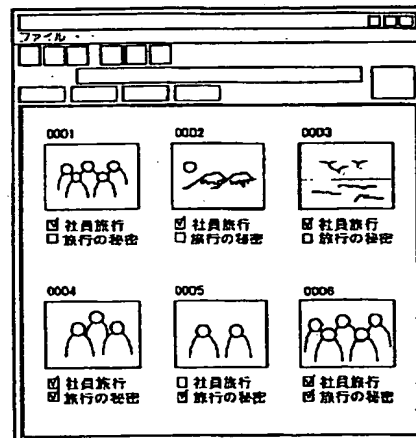 ファイル
0001 0002 0003
社員旅行 社員旅行 社員旅行
旅行の秘密 旅行の秘密 旅行の秘密
0004 0005 0006
社員旅行 社員旅行 社員旅行
旅行の秘密 旅行の秘密 旅行の秘密